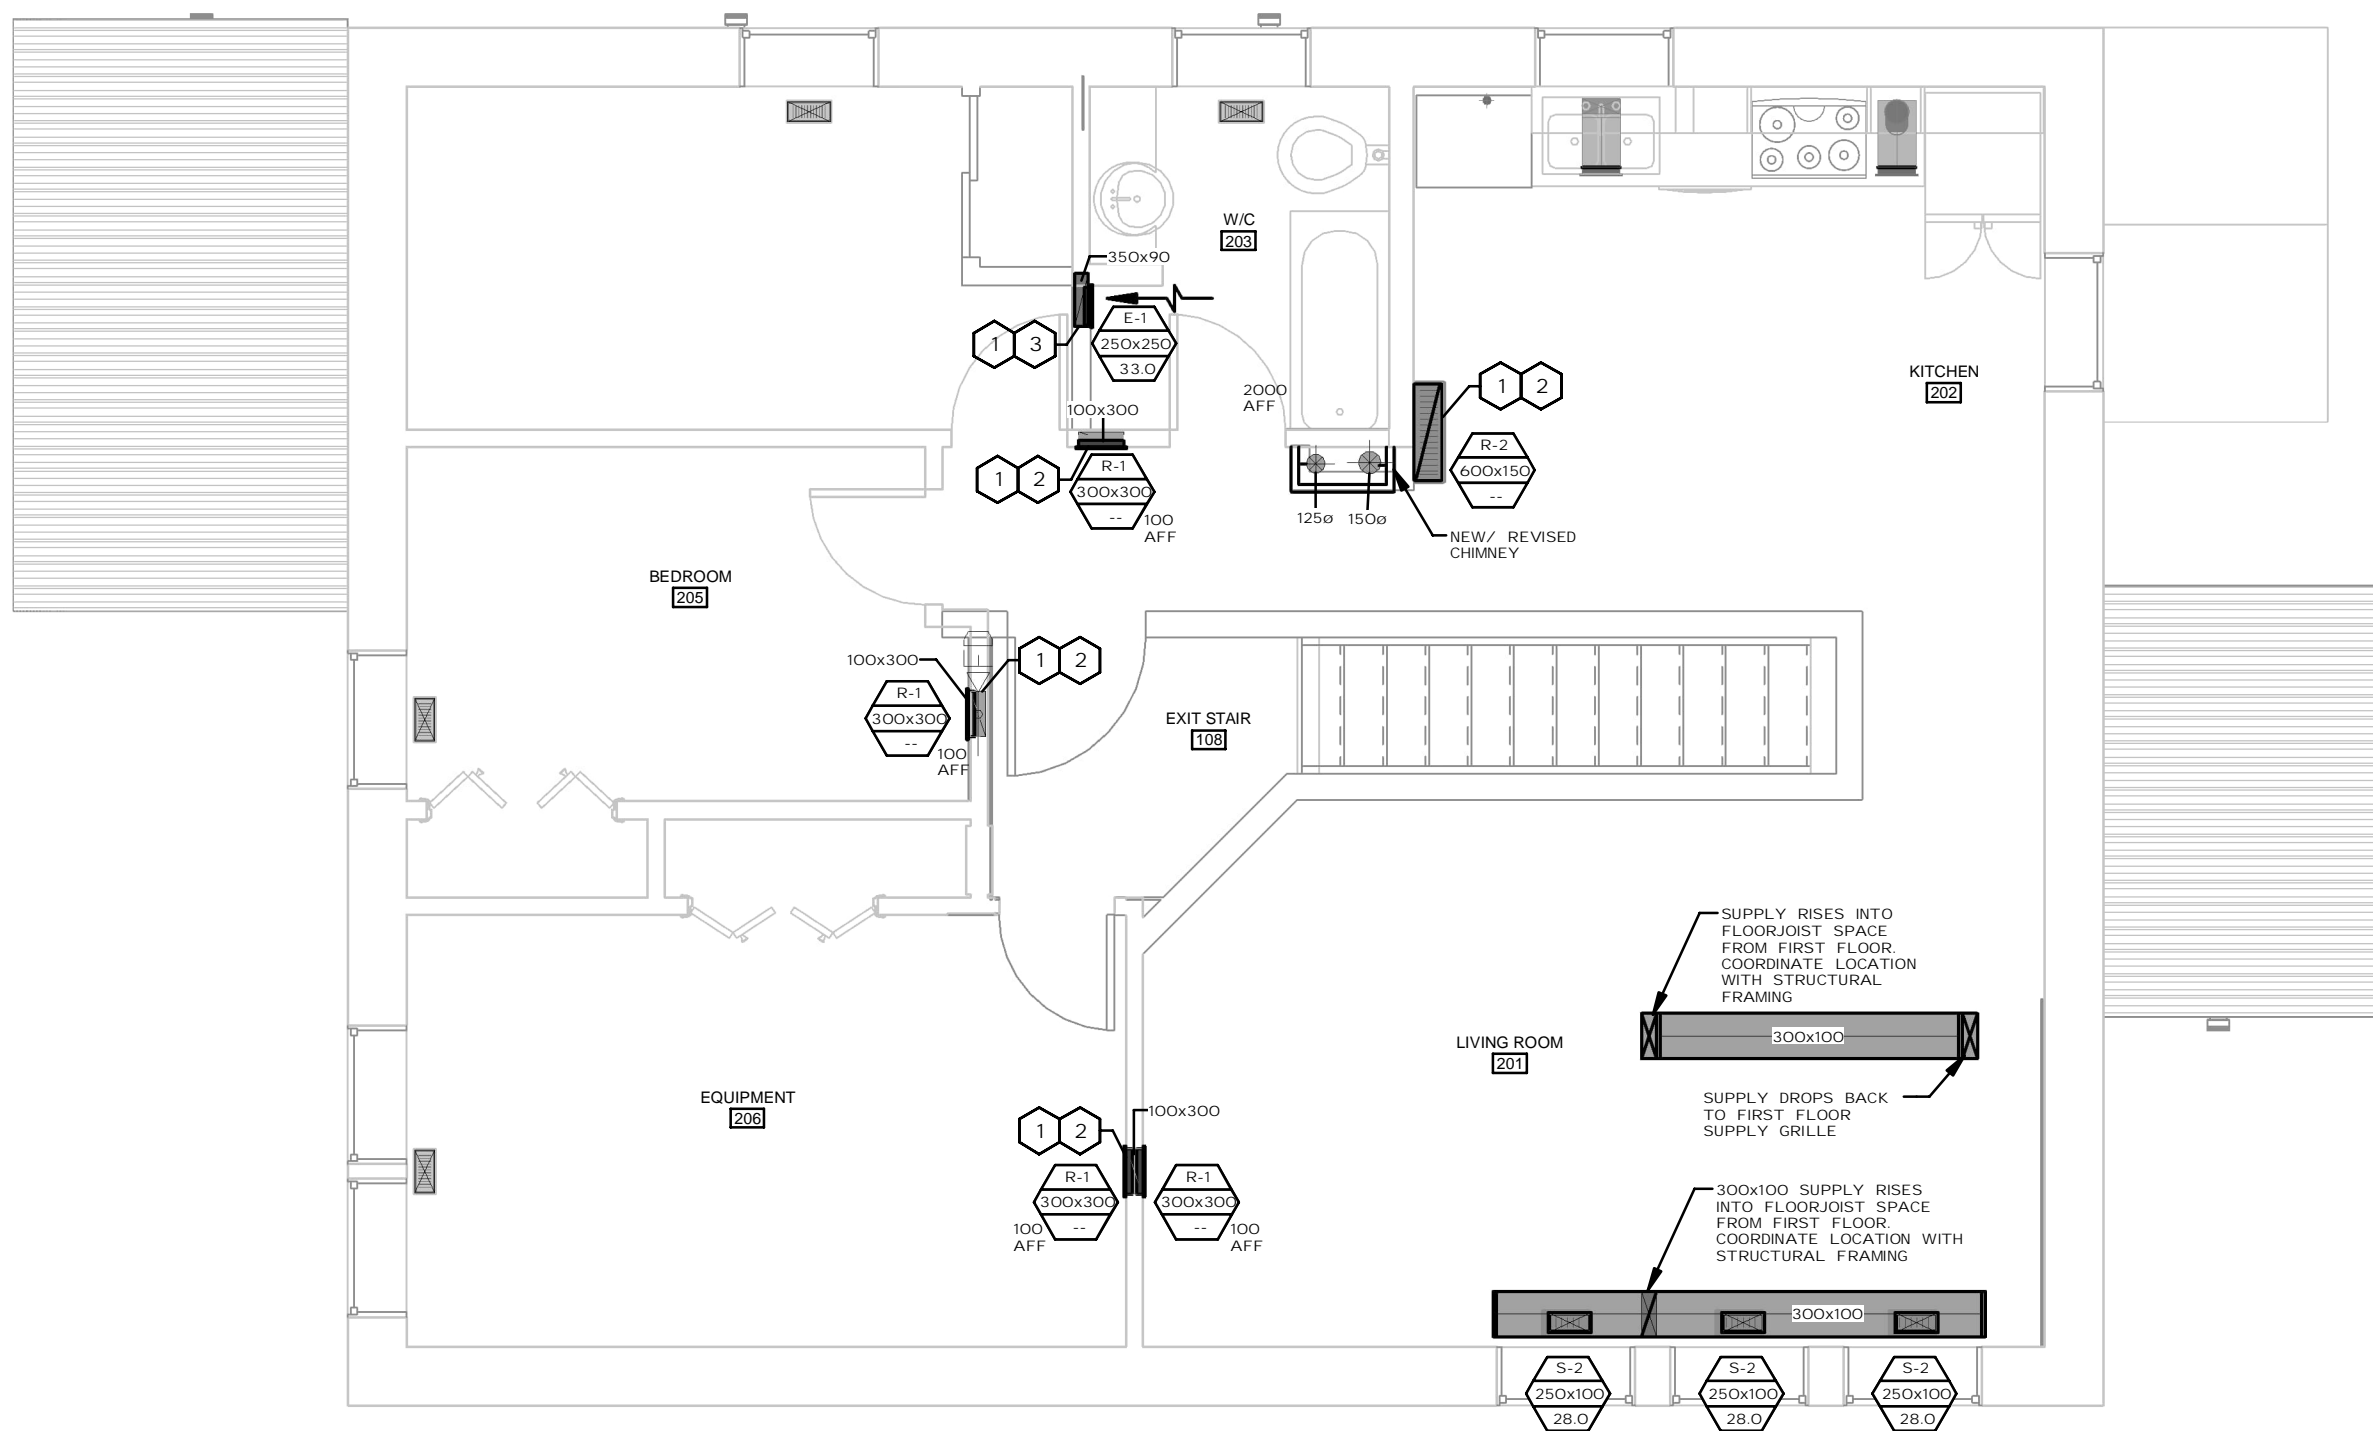 W/C
203
350x90
E-1
250x250
33.0
1 3
2000
AFF
100x300
1 2
R-1
300x300
--
100
AFF
1 2
R-2
600x150
--
KITCHEN
202
125ø 150ø
NEW/ REVISED
CHIMNEY
BEDROOM
205
100x300
1 2
R-1
300x300
--
100
AFF
EXIT STAIR
108
SUPPLY RISES INTO
FLOORJOIST SPACE
FROM FIRST FLOOR.
COORDINATE LOCATION
WITH STRUCTURAL
FRAMING
300x100
LIVING ROOM
201
SUPPLY DROPS BACK
TO FIRST FLOOR
SUPPLY GRILLE
EQUIPMENT
206
1 2
100x300
R-1
300x300
--
100
AFF
R-1
300x300
--
100
AFF
300x100 SUPPLY RISES
INTO FLOORJOIST SPACE
FROM FIRST FLOOR.
COORDINATE LOCATION WITH
STRUCTURAL FRAMING
300x100
S-2
250x100
28.0
S-2
250x100
28.0
S-2
250x100
28.0